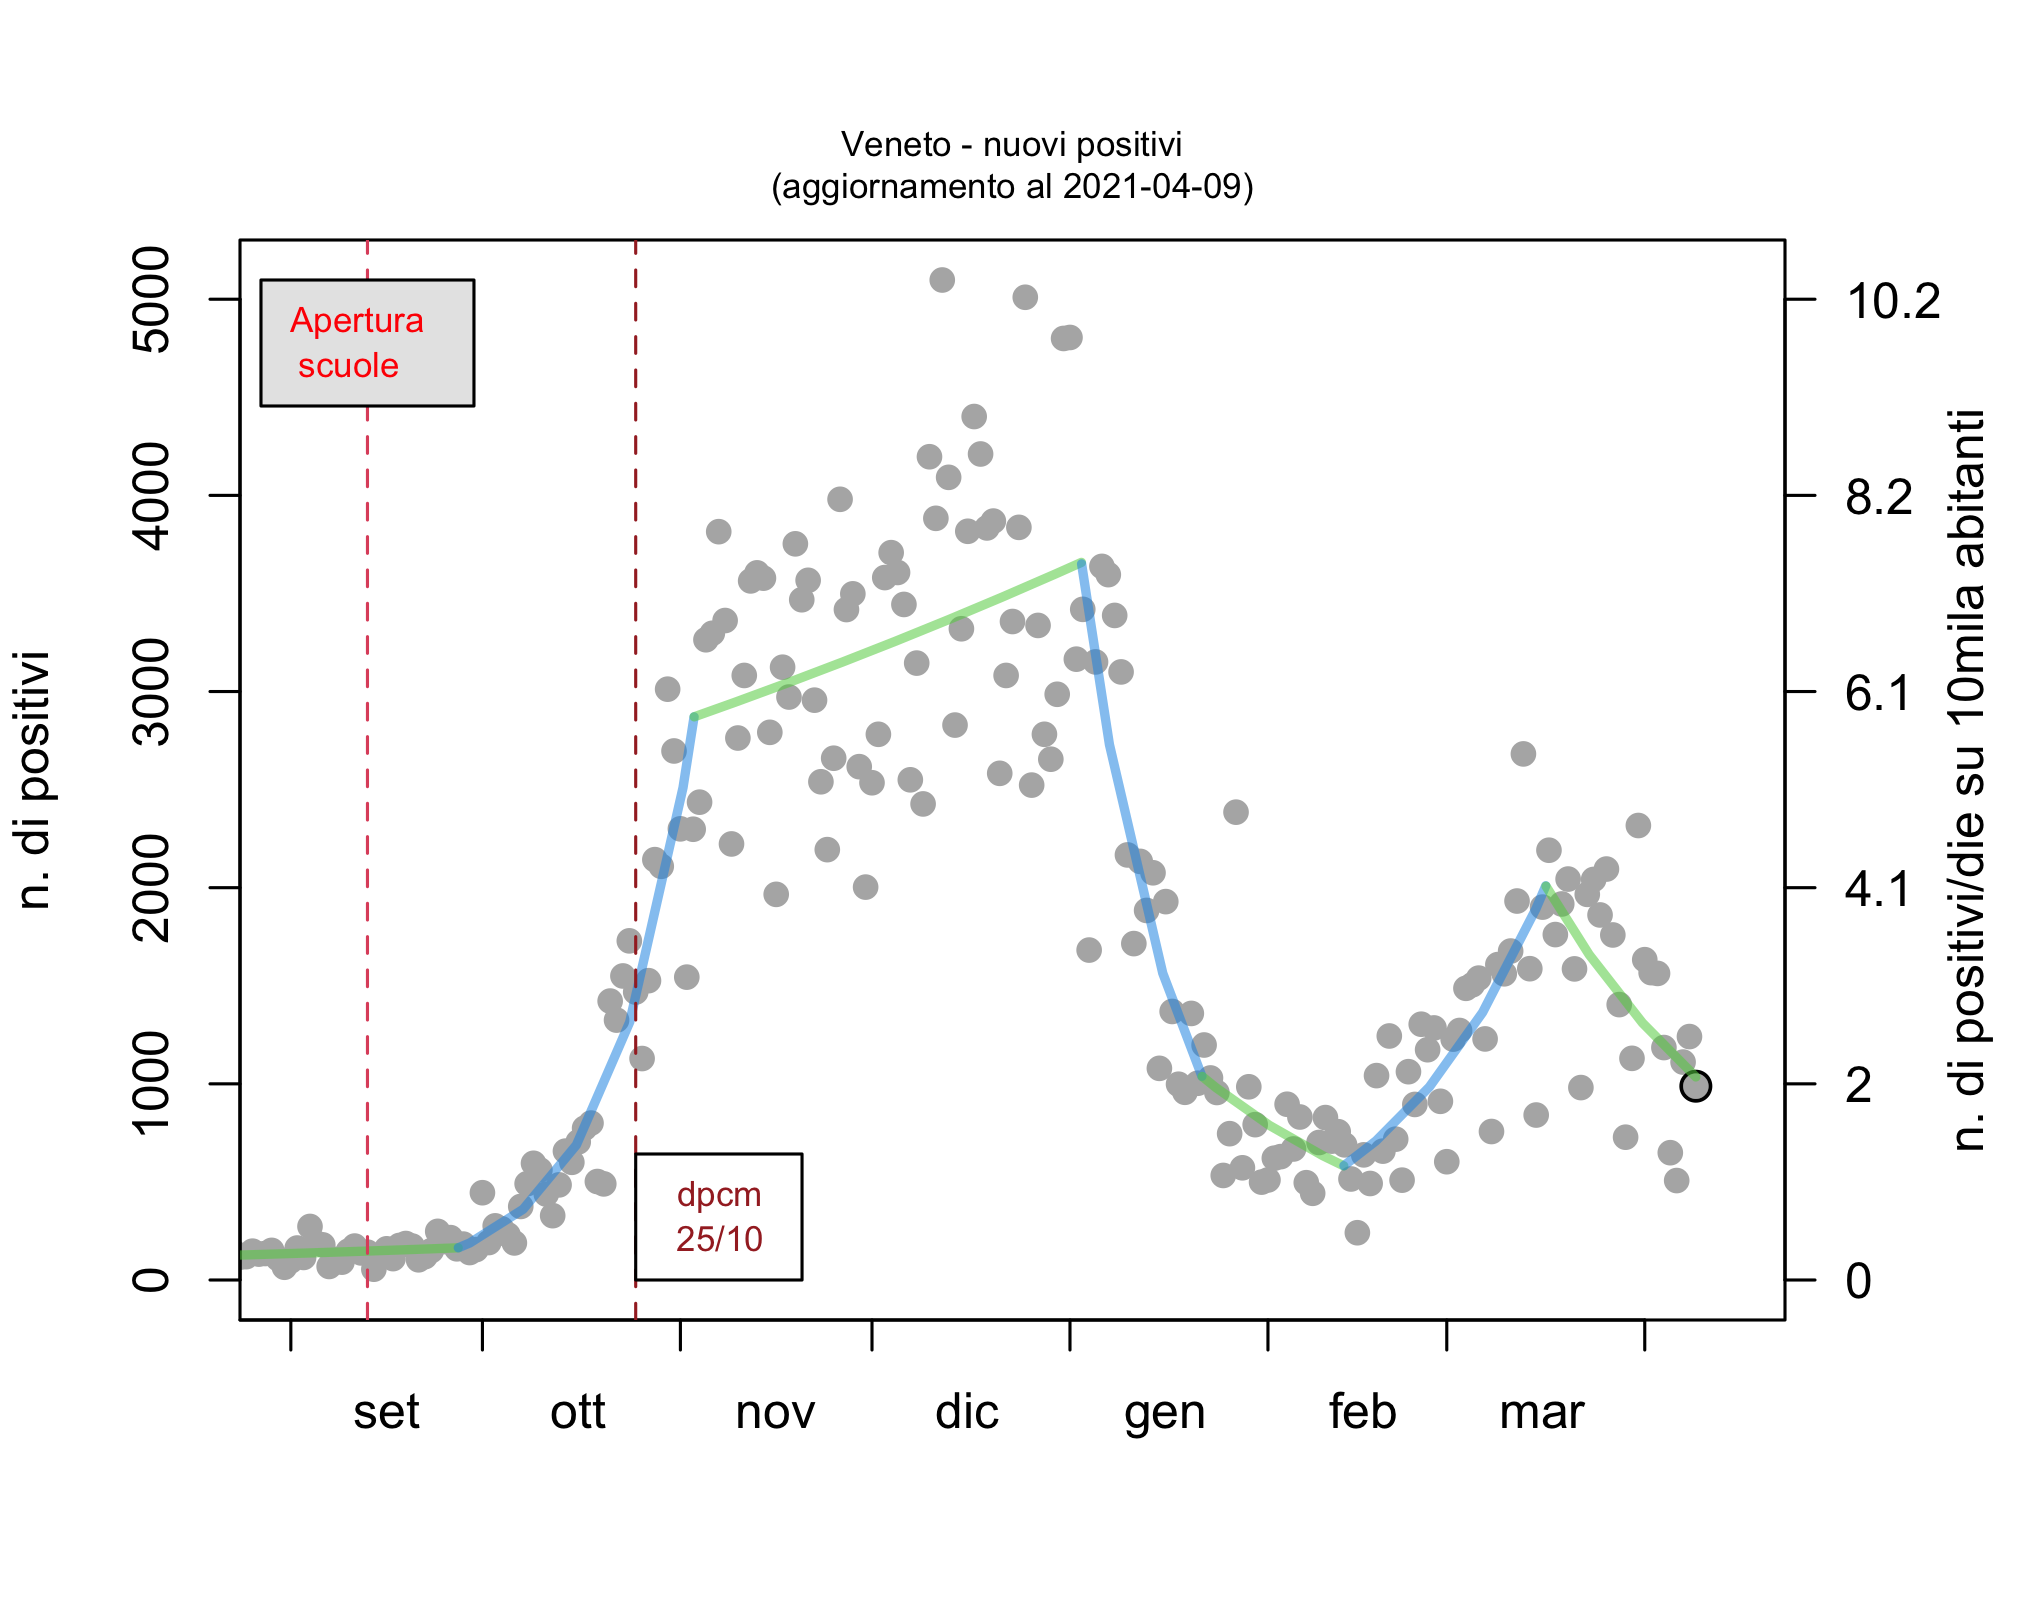 Veneto - nuovi positivi
(aggiornamento al 2021-04-09)
n. di positivi
5000
4000
3000
2000
1000
0
Apertura
scuole
dpcm
25/10
10.2
8.2
6.1
4.1
2
0
n. di positivi/die su 10mila abitanti
set ott nov dic gen feb mar